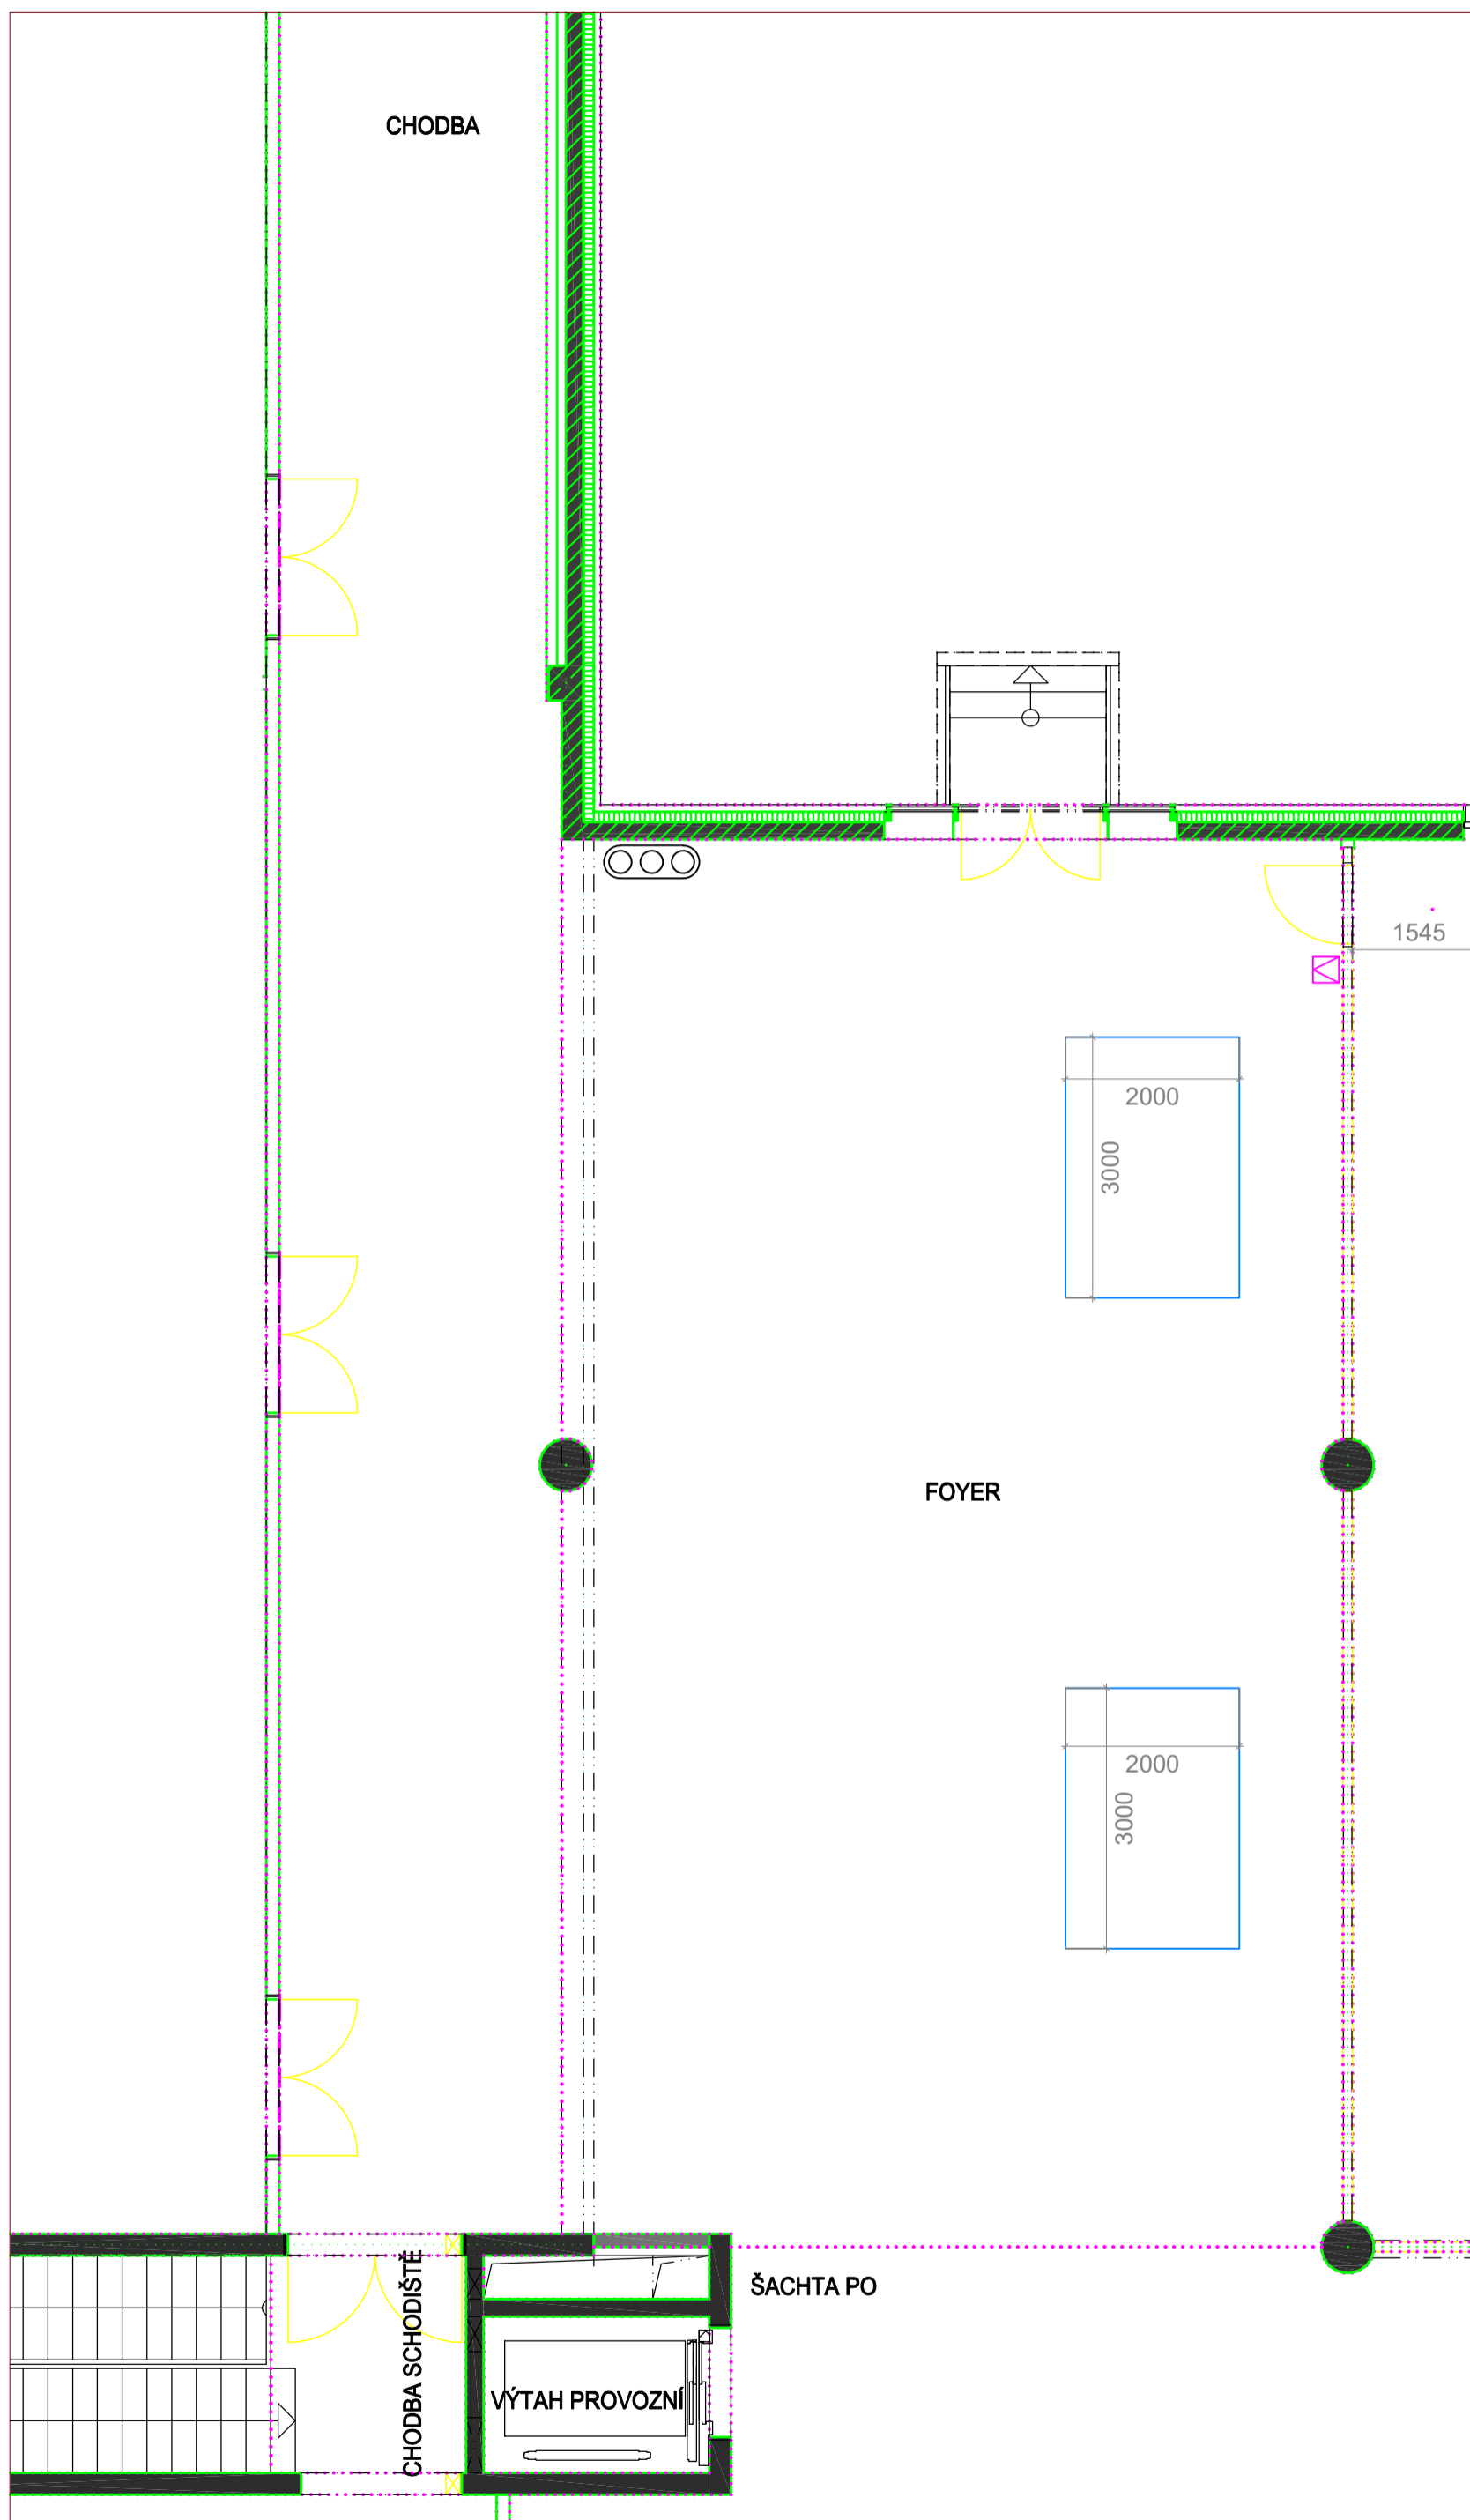 CHODBA
1545
2000
3000
FOYER
2000
3000
ŠACHTA PO
CHODBA SCHODIŠTĚ
VÝTAH PROVOZNÍ